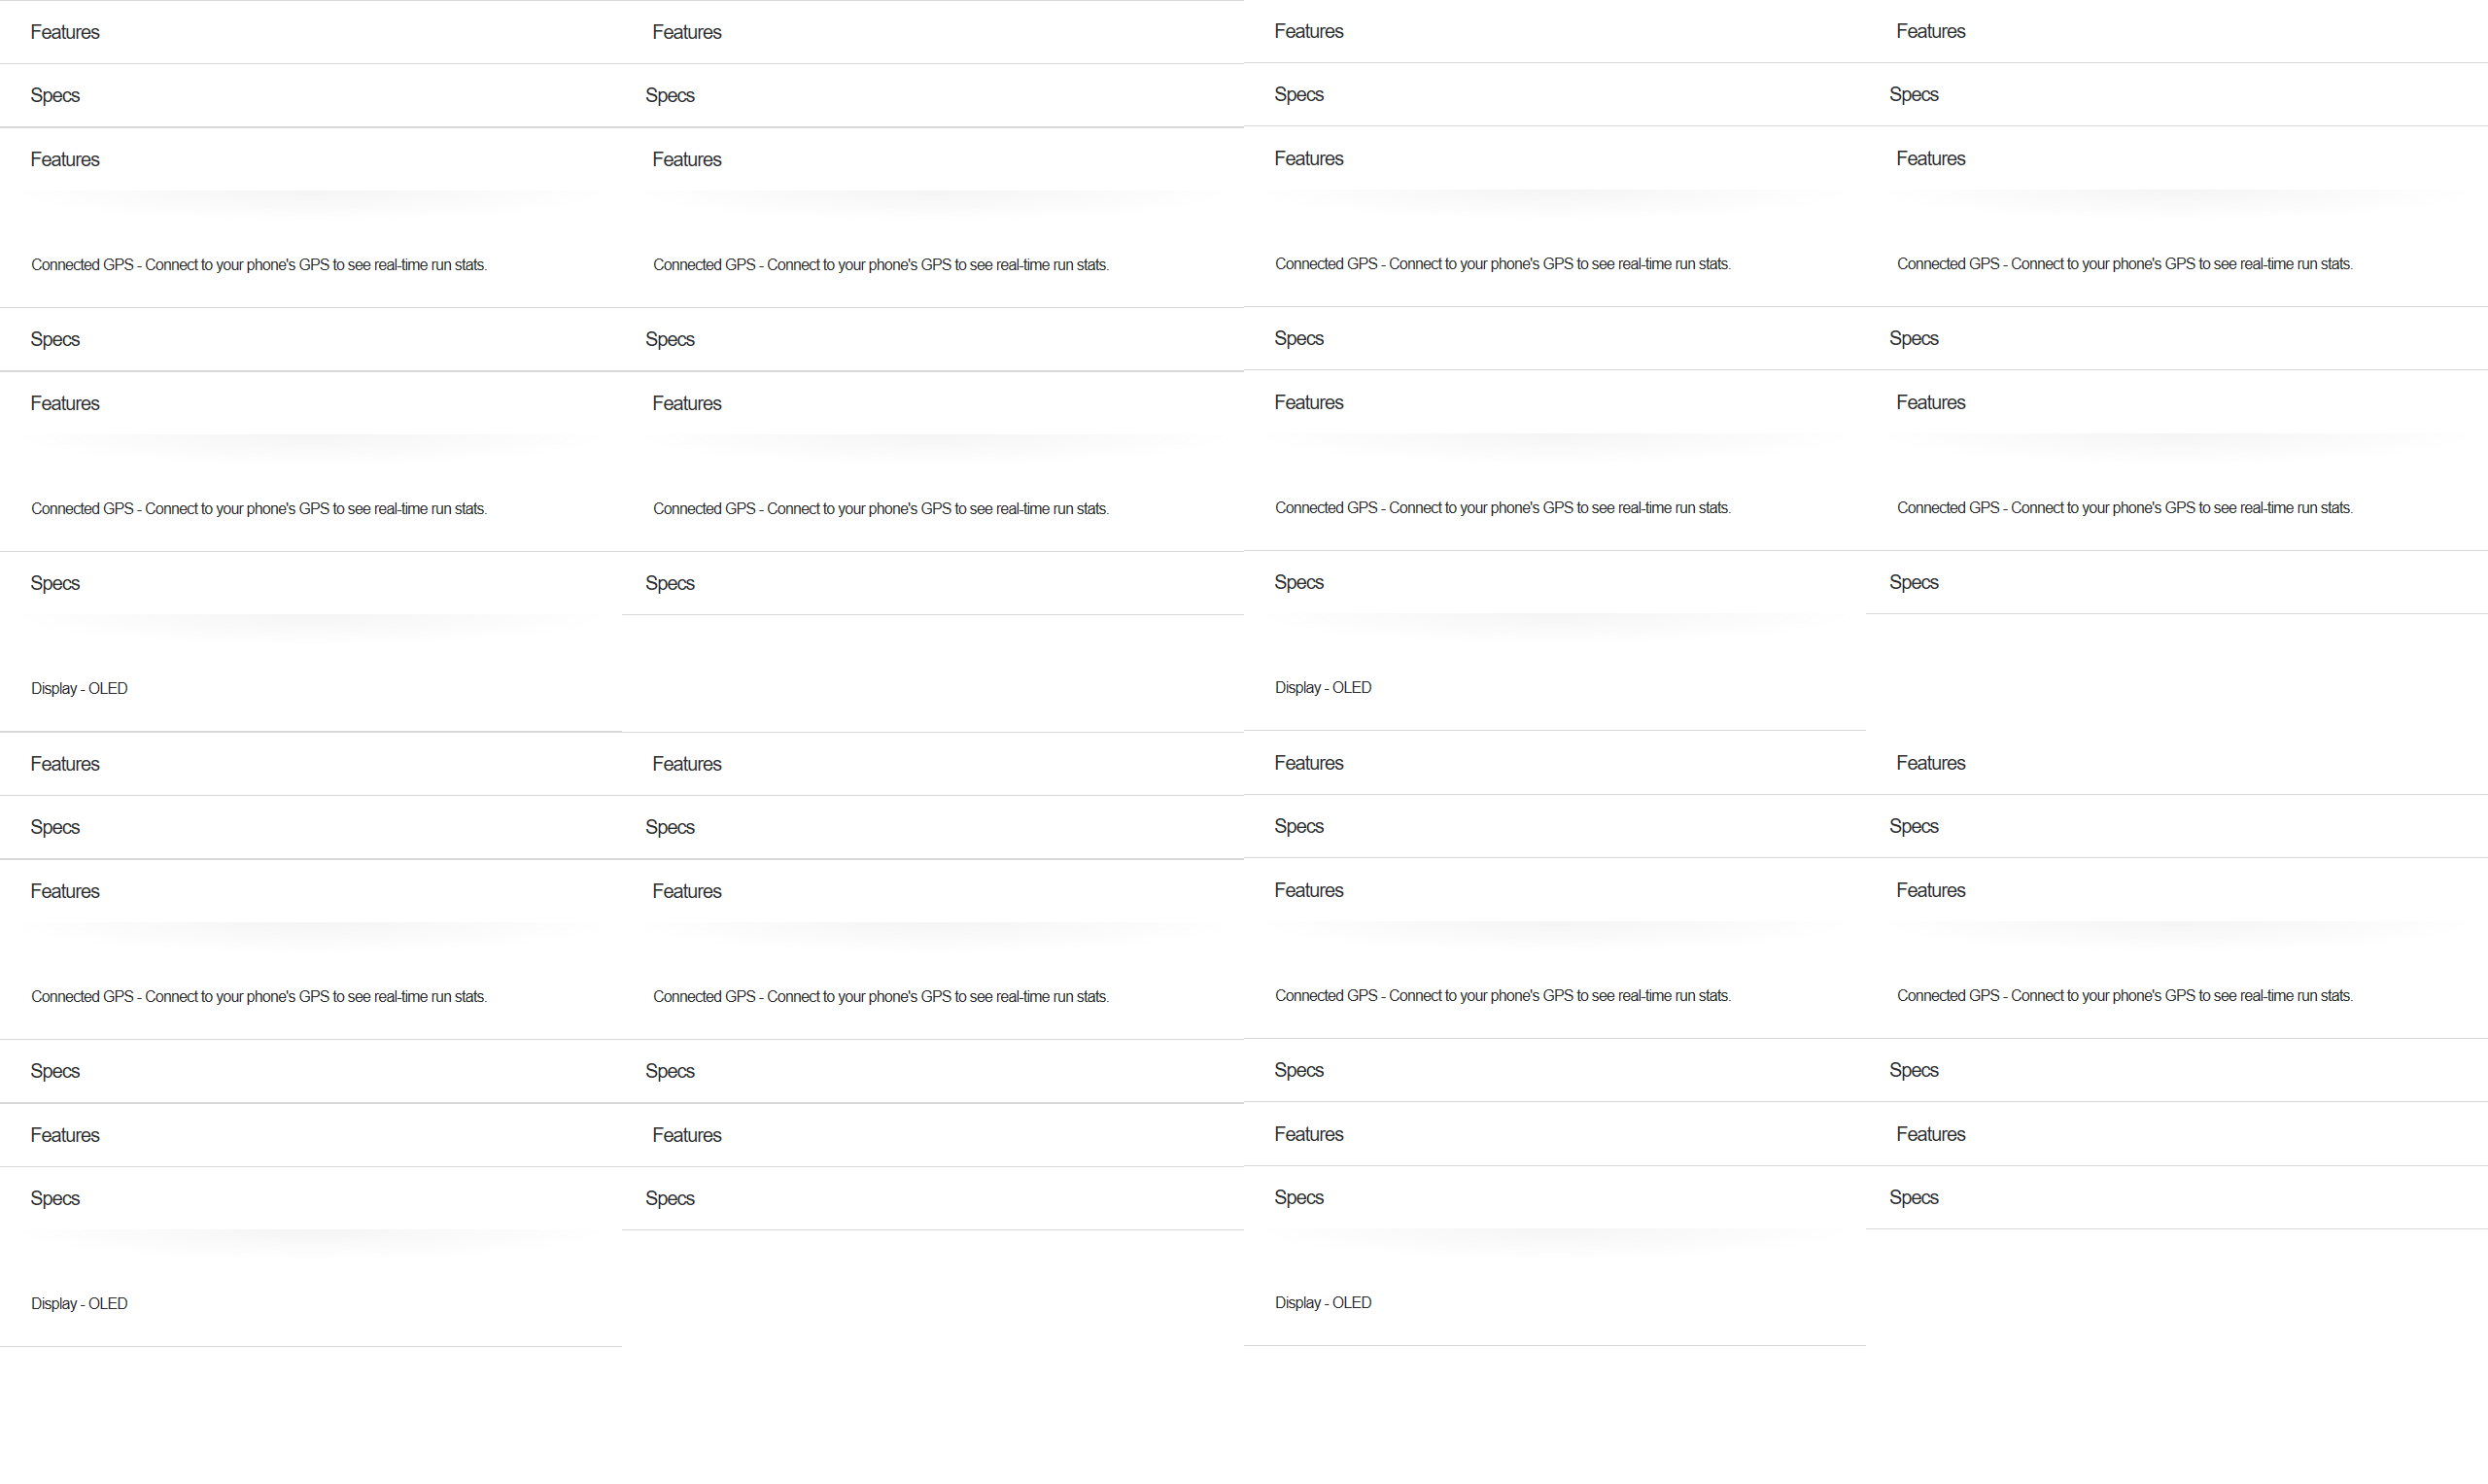 Features Features Features Features
Specs Specs Specs Specs
Features Features Features Features
Connected GPS - Connect to your phone's GPS to see real-time run stats. Connected GPS - Connect to your phone's GPS to see real-time run stats. Connected GPS - Connect to your phone's GPS to see real-time run stats. Connected GPS - Connect to your phone's GPS to see real-time run stats.
Specs Specs Specs Specs
Features Features Features Features
Connected GPS - Connect to your phone's GPS to see real-time run stats. Connected GPS - Connect to your phone's GPS to see real-time run stats. Connected GPS - Connect to your phone's GPS to see real-time run stats. Connected GPS - Connect to your phone's GPS to see real-time run stats.
Specs Specs Specs Specs
Display - OLED Display - OLED
Features Features Features Features
Specs Specs Specs Specs
Features Features Features Features
Connected GPS - Connect to your phone's GPS to see real-time run stats. Connected GPS - Connect to your phone's GPS to see real-time run stats. Connected GPS - Connect to your phone's GPS to see real-time run stats. Connected GPS - Connect to your phone's GPS to see real-time run stats.
Specs Specs Specs Specs
Features Features Features Features
Specs Specs Specs Specs
Display - OLED Display - OLED